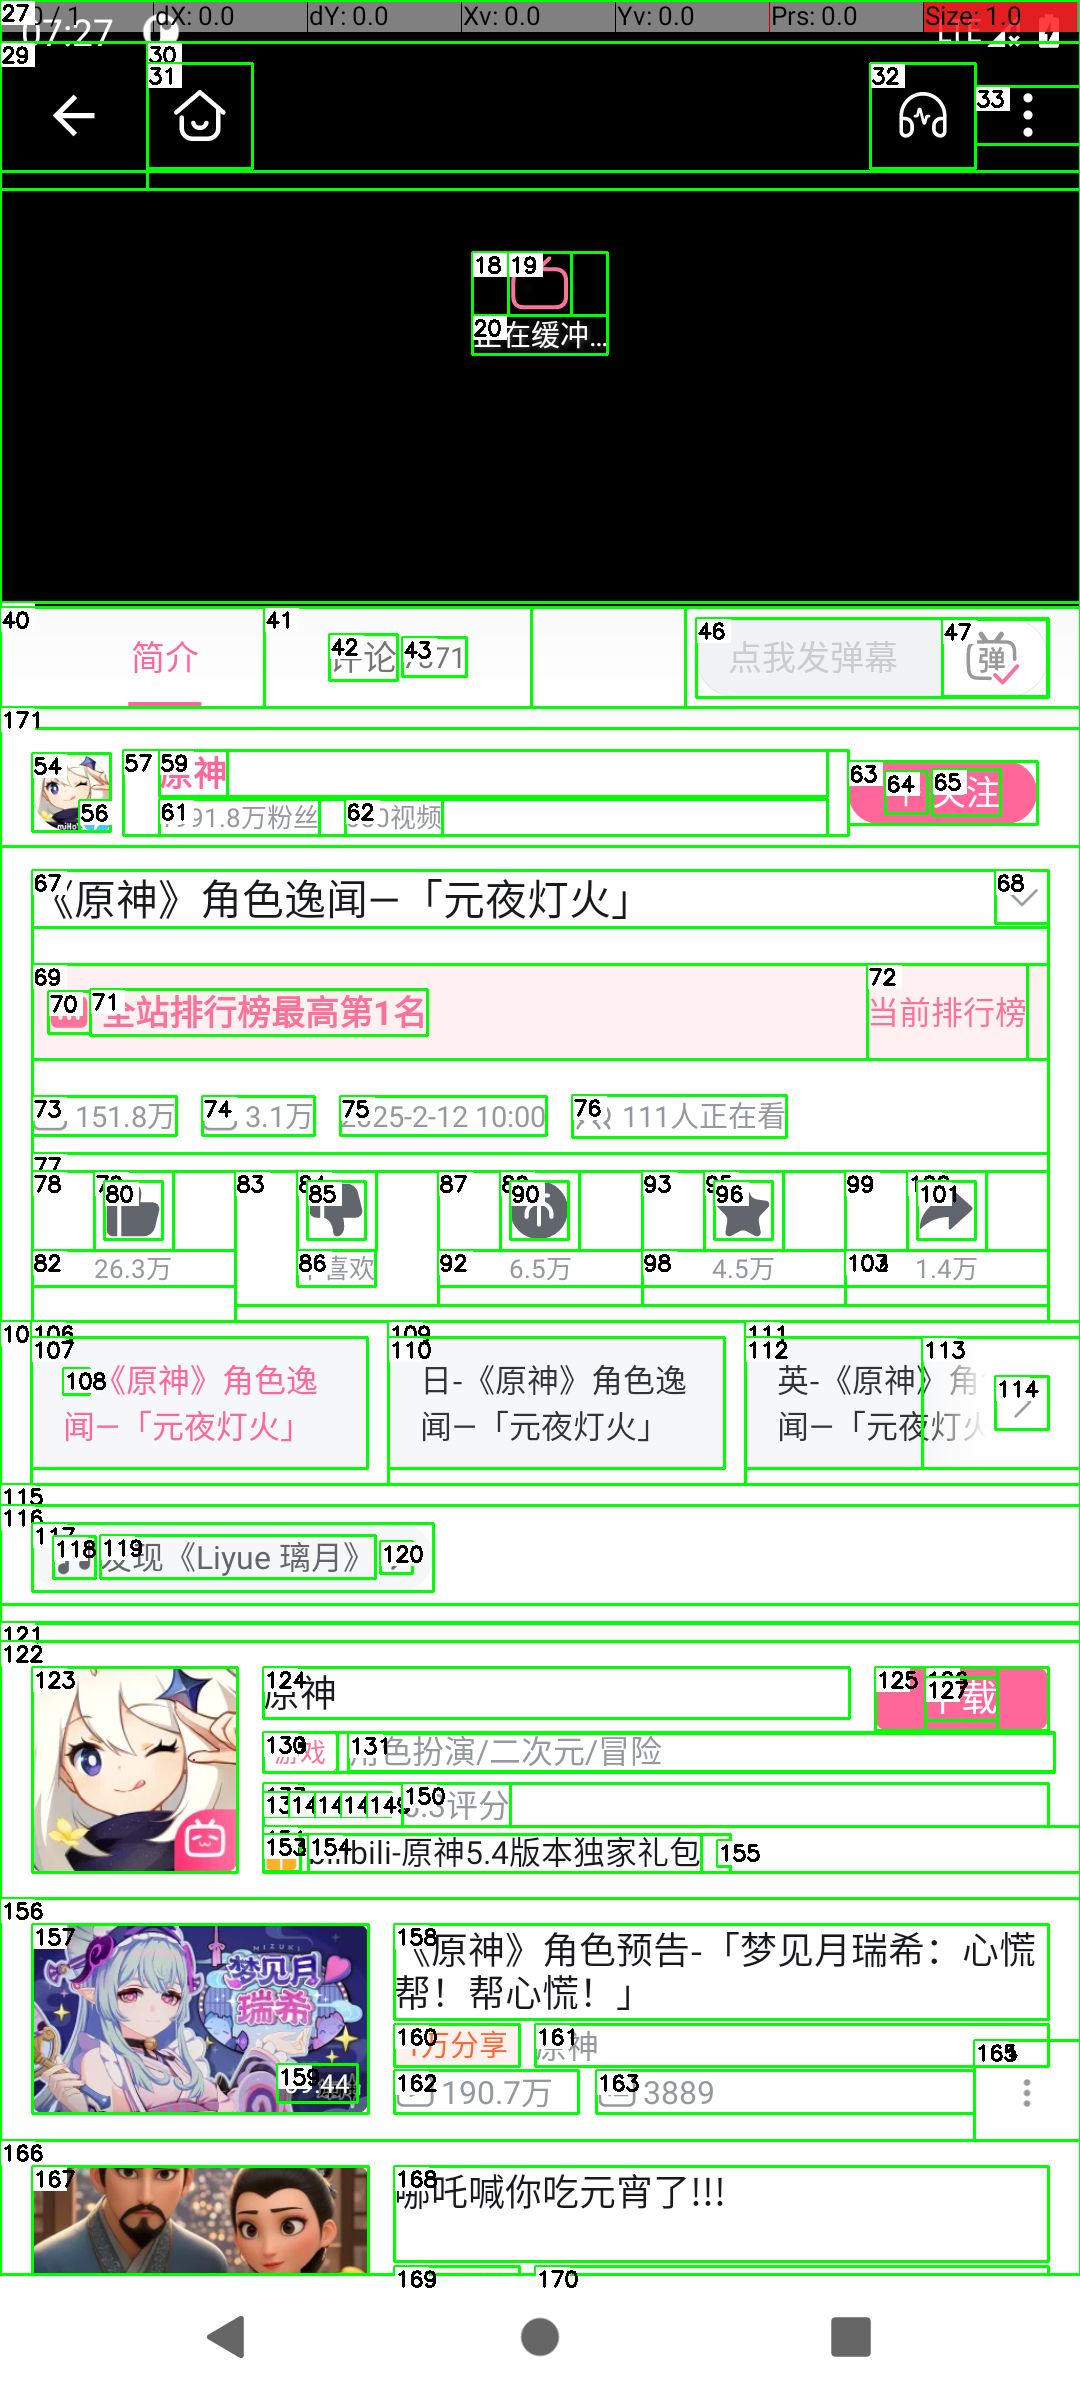 07:27
dX: 0.0 dY: 0.0 Xv: 0.0 Yv: 0.0 Prs: 0.0 Size: 1.0
在缓冲...
简介
评论
点我发弹幕
弹
原神
关注
91.8万粉丝
视频
《原神》角色逸闻—「元夜灯火」
全站排行榜最高第1名
当前排行榜
151.8万
3.1万
2025-2-12 10:00
111人正在看
26.3万
喜欢
6.5万
4.5万
1.4万
《原神》角色逸闻—「元夜灯火」
日-《原神》角色逸闻—「元夜灯火」
英-《原神》角
闻—「元夜灯火
发现《Liyue 璃月》
原神
下载
游戏
角色扮演/二次元/冒险
评分
bilibili-原神5.4版本独家礼包
MIZUKI
梦见月
瑞希
《原神》角色预告-「梦见月瑞希：心慌
帮！帮心慌！」
万分享
原神
190.7万
3889
哪吒喊你吃元宵了!!!